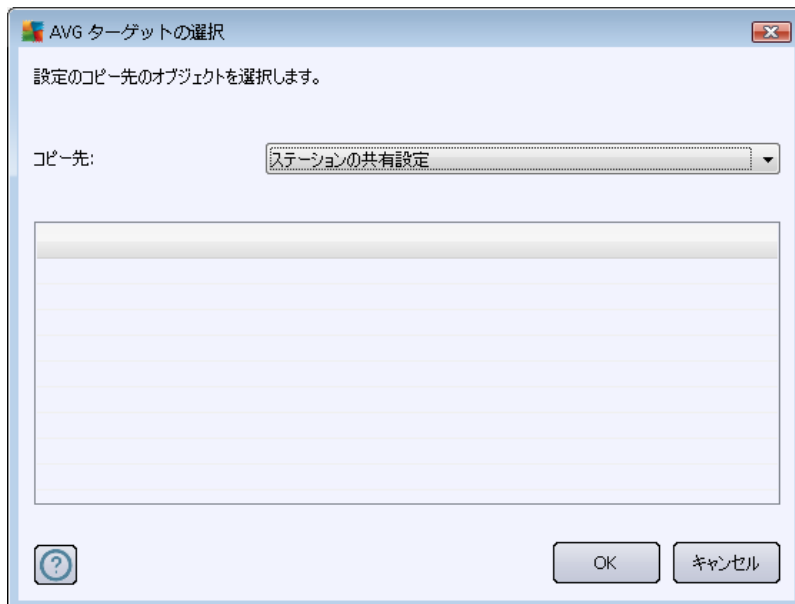 AVG ターゲットの選択
設定のコピー先のオブジェクトを選択します。
コピー先:
ステーションの共有設定
OK
キャンセル